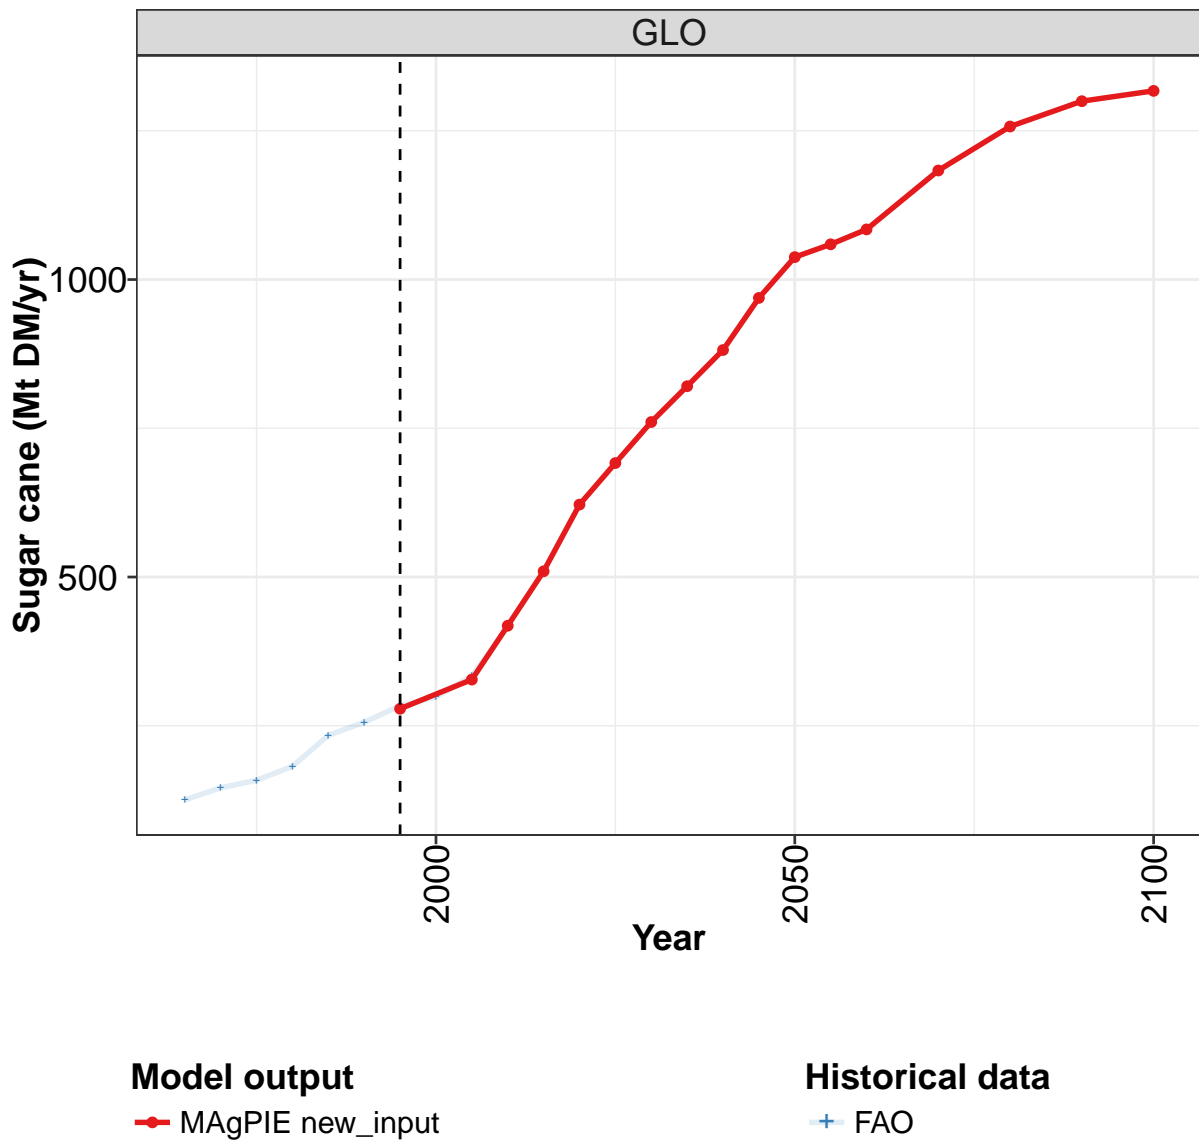 GLO
Sugar cane (Mt DM/yr)
1000
500
2000
2050
2100
Year
Model output
MAgPIE new_input
Historical data
FAO